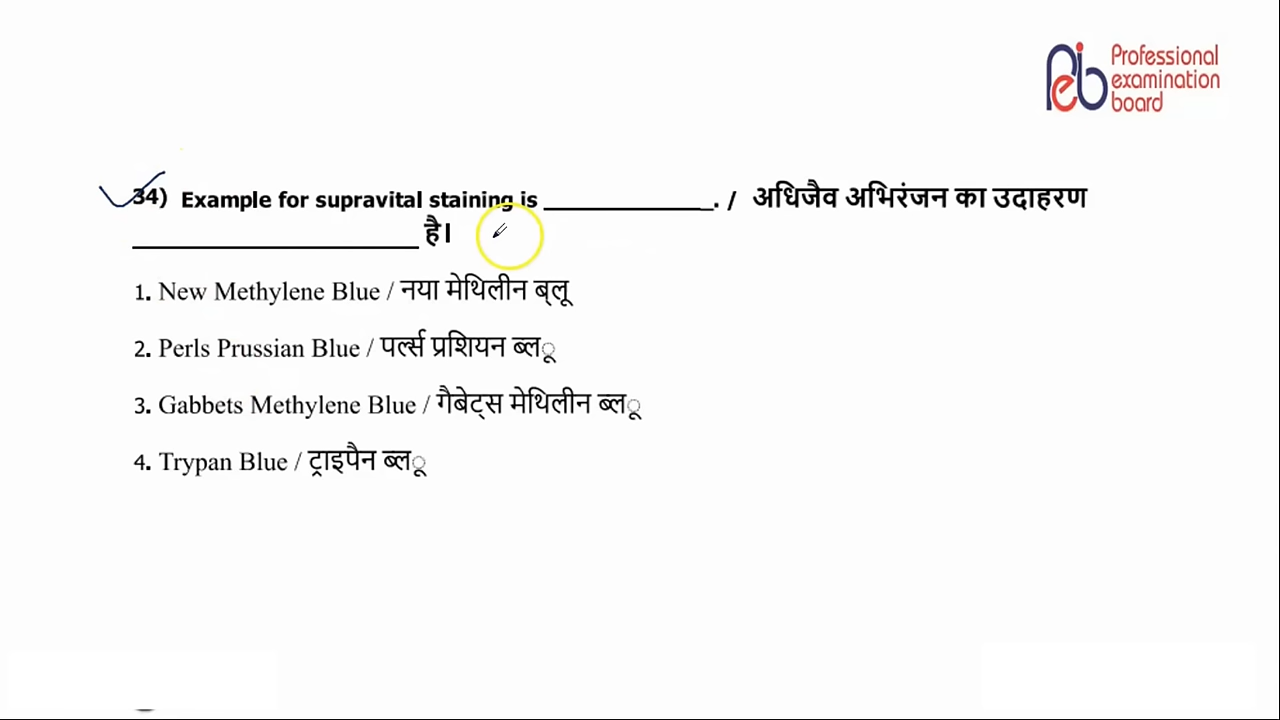 Professional
examination
board
34) Example for supravital staining is ____________. / अधिजैव अभिरंजन का उदाहरण
____________________ है।
1. New Methylene Blue / नया मेथिलीन ब्लू
2. Perls Prussian Blue / पर्ल्स प्रशियन ब्लू
3. Gabbets Methylene Blue / गैबेट्स मेथिलीन ब्लू
4. Trypan Blue / ट्राइपैन ब्लू